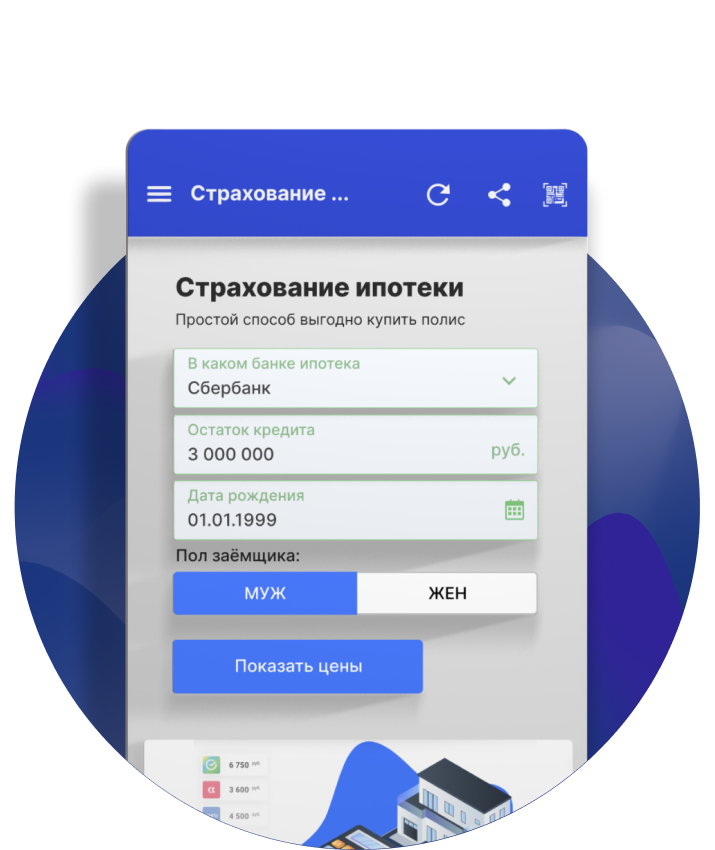 Страхование ...
Страхование ипотеки
Простой способ выгодно купить полис
В каком банке ипотека
Сбербанк
Остаток кредита
3 000 000
руб.
Дата рождения
01.01.1999
Пол заёмщика:
МУЖ
ЖЕН
Показать цены
6 750 руб
α 3 600 руб
4 500 руб